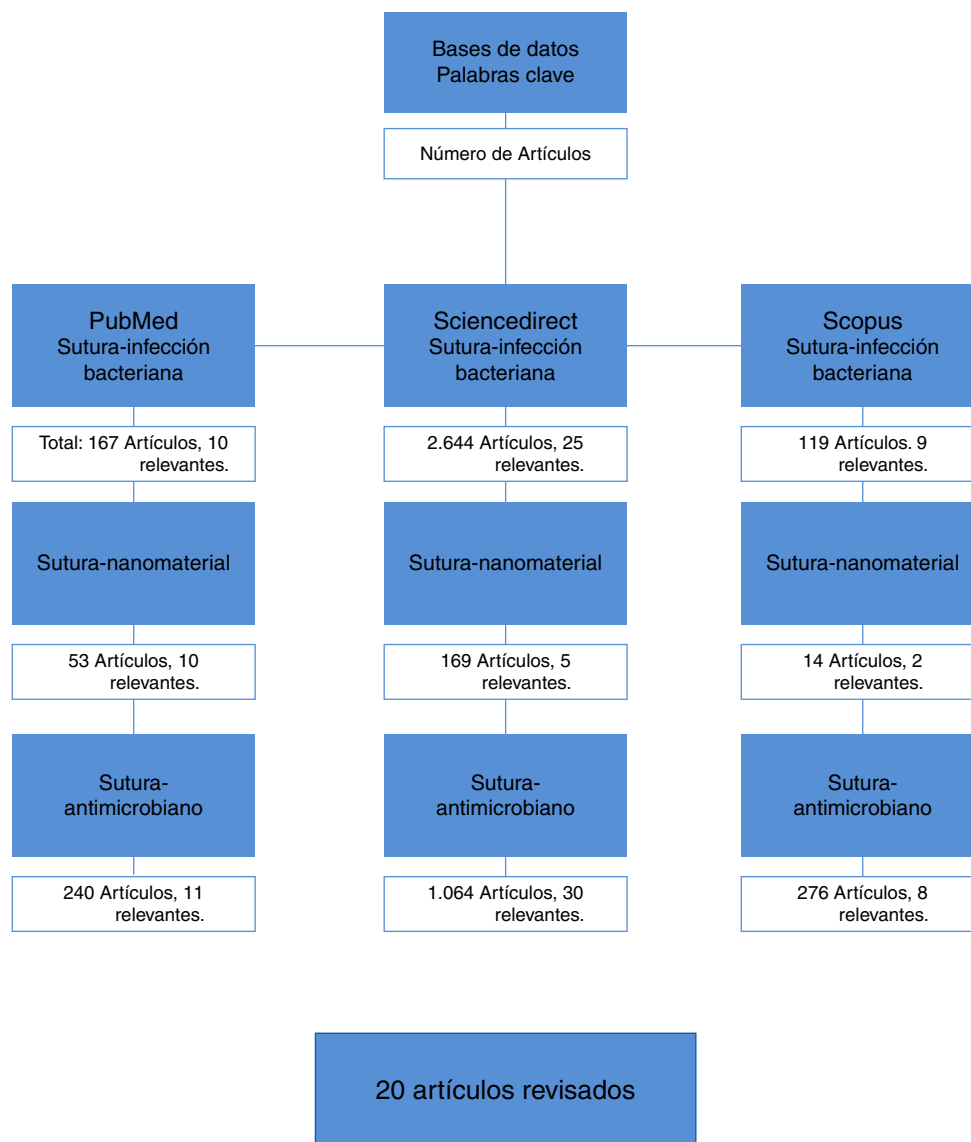 Bases de datos
Palabras clave
Número de Artículos
PubMed
Sutura-infección
bacteriana
Sciencedirect
Sutura-infección
bacteriana
Scopus
Sutura-infección
bacteriana
Total: 167 Artículos, 10
relevantes.
2.644 Artículos, 25
relevantes.
119 Artículos. 9
relevantes.
Sutura-nanomaterial
Sutura-nanomaterial
Sutura-nanomaterial
53 Artículos, 10
relevantes.
169 Artículos, 5
relevantes.
14 Artículos, 2
relevantes.
Sutura-
antimicrobiano
Sutura-
antimicrobiano
Sutura-
antimicrobiano
240 Artículos, 11
relevantes.
1.064 Artículos, 30
relevantes.
276 Artículos, 8
relevantes.
20 artículos revisados